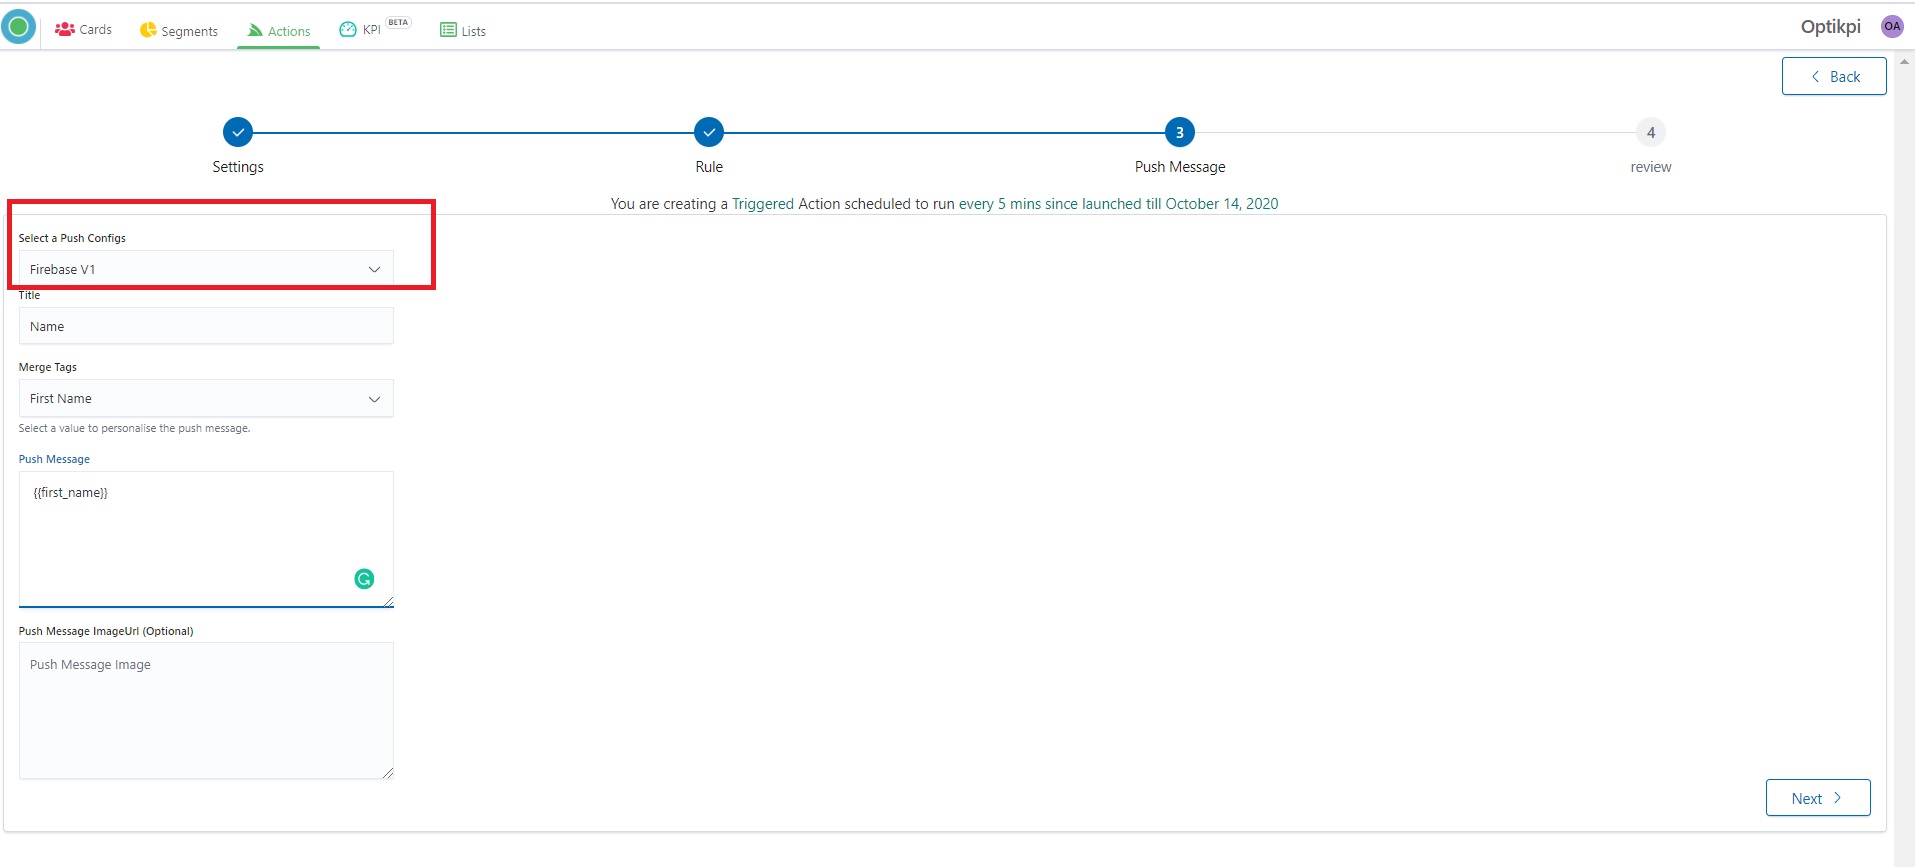 Cards Segments Actions KPI BETA Lists Optikpi OA
Back
3 4
Settings Rule Push Message review
You are creating a Triggered Action scheduled to run every 5 mins since launched till October 14, 2020
Select a Push Configs
Firebase V1
Title
Name
Merge Tags
First Name
Select a value to personalise the push message.
Push Message
{{first_name}}
Push Message ImageUrl (Optional)
Push Message Image
Next